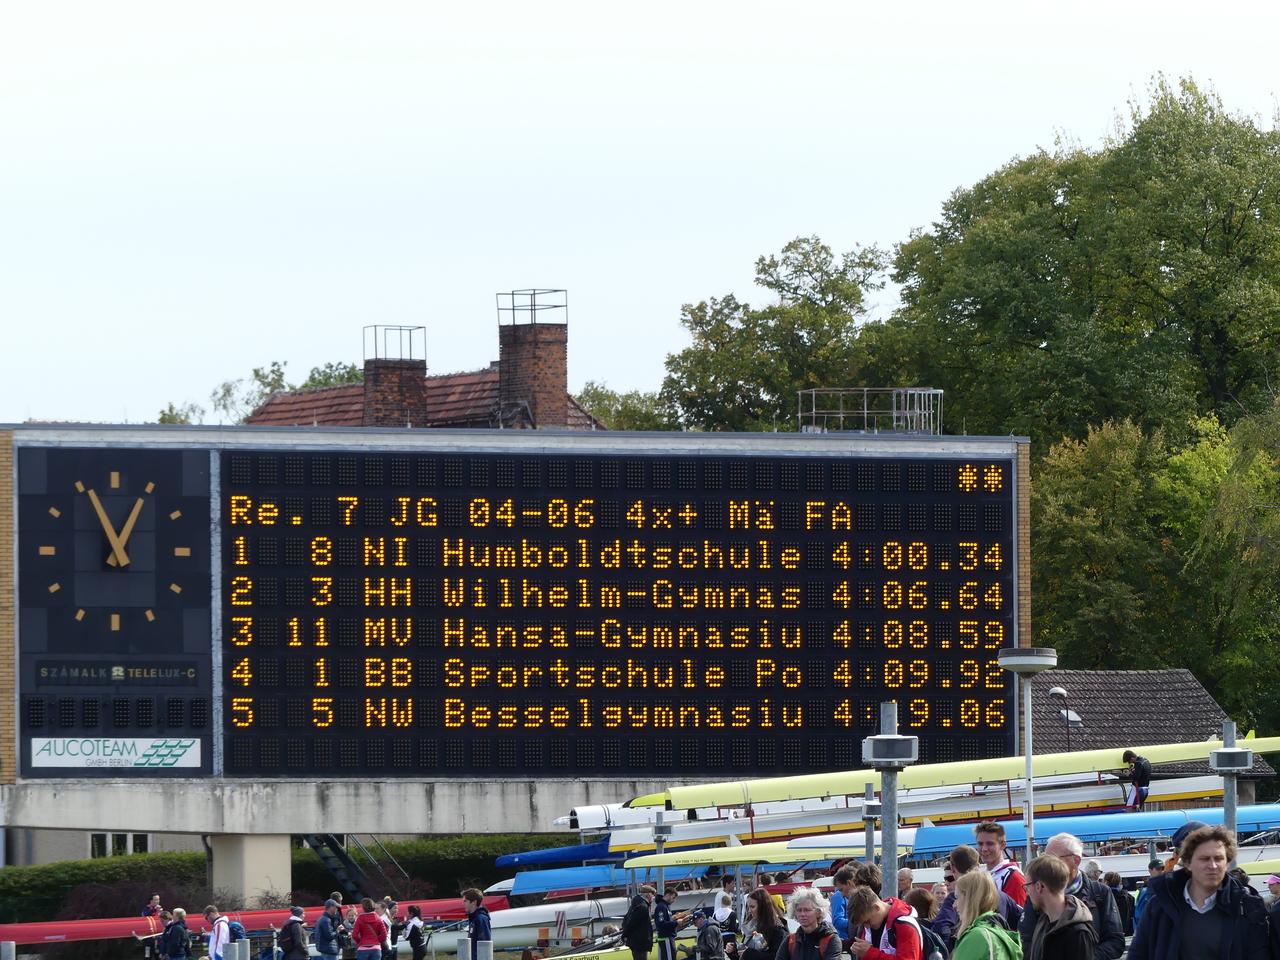 **
Re. 7 JG 04-06 4x+ Mä FA
1 8 NI Humboldtschule 4:00.34
2 3 HH Wilhelm-Gymnas 4:06.64
3 11 MV Hansa-Gymnasiu 4:08.59
4 1 BB Sportschule Po 4:09.92
5 5 NW Besselgymnasiu 4: 9.06
SZÁMALK TELELUX-C
AUCOTEAM
GMBH BERLIN